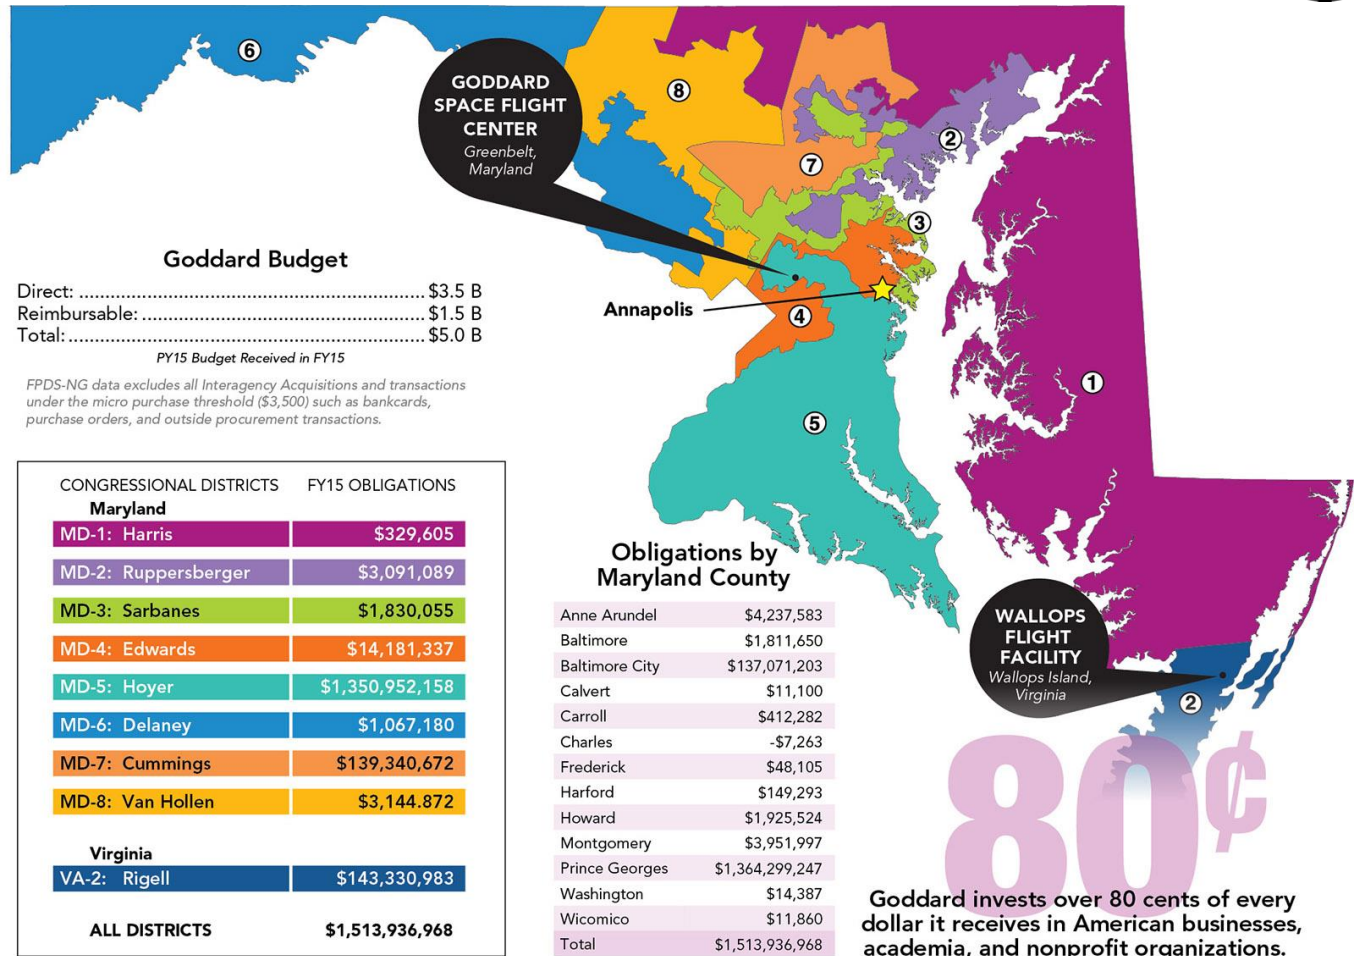 6
8
2
7
3
4
1
5
2
GODDARD
SPACE FLIGHT
CENTER
Greenbelt,
Maryland
Annapolis
Goddard Budget
Direct: ........................................................ $3.5 B
Reimbursable: ............................................. $1.5 B
Total: .......................................................... $5.0 B
PY15 Budget Received in FY15
FPDS-NG data excludes all Interagency Acquisitions and transactions
under the micro purchase threshold ($3,500) such as bankcards,
purchase orders, and outside procurement transactions.
CONGRESSIONAL DISTRICTS FY15 OBLIGATIONS
Maryland
MD-1: Harris $329,605
MD-2: Ruppersberger $3,091,089
MD-3: Sarbanes $1,830,055
MD-4: Edwards $14,181,337
MD-5: Hoyer $1,350,952,158
MD-6: Delaney $1,067,180
MD-7: Cummings $139,340,672
MD-8: Van Hollen $3,144.872
Virginia
VA-2: Rigell $143,330,983
ALL DISTRICTS $1,513,936,968
Obligations by
Maryland County
Anne Arundel $4,237,583
Baltimore $1,811,650
Baltimore City $137,071,203
Calvert $11,100
Carroll $412,282
Charles -$7,263
Frederick $48,105
Harford $149,293
Howard $1,925,524
Montgomery $3,951,997
Prince Georges $1,364,299,247
Washington $14,387
Wicomico $11,860
Total $1,513,936,968
WALLOPS
FLIGHT
FACILITY
Wallops Island,
Virginia
80¢
Goddard invests over 80 cents of every
dollar it receives in American businesses,
academia, and nonprofit organizations.